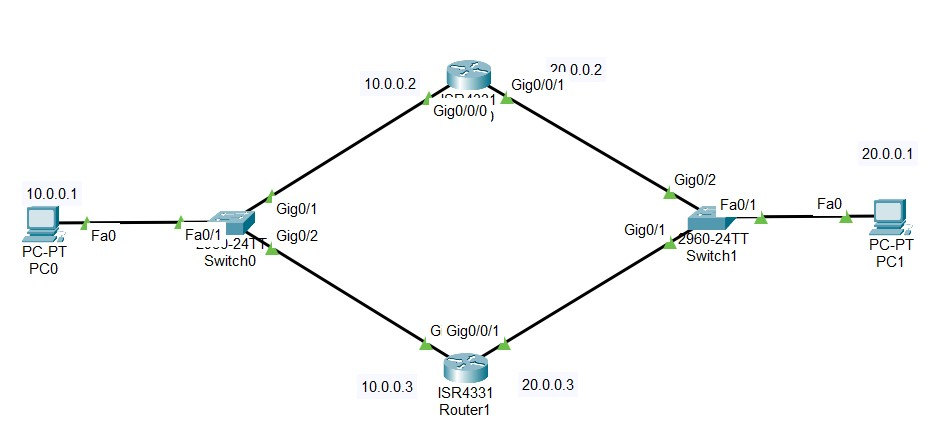 20.0.0.2
10.0.0.2
Gig0/0/1
Gig0/0/0
20.0.0.1
10.0.0.1
Gig0/2
Fa0/1
Fa0
Gig0/1
Fa0
Fa0/1
Gig0/2
Gig0/1
PC-PT
PC0
Switch0
2960-24TT
Switch1
PC-PT
PC1
G
Gig0/0/1
10.0.0.3
20.0.0.3
ISR4331
Router1